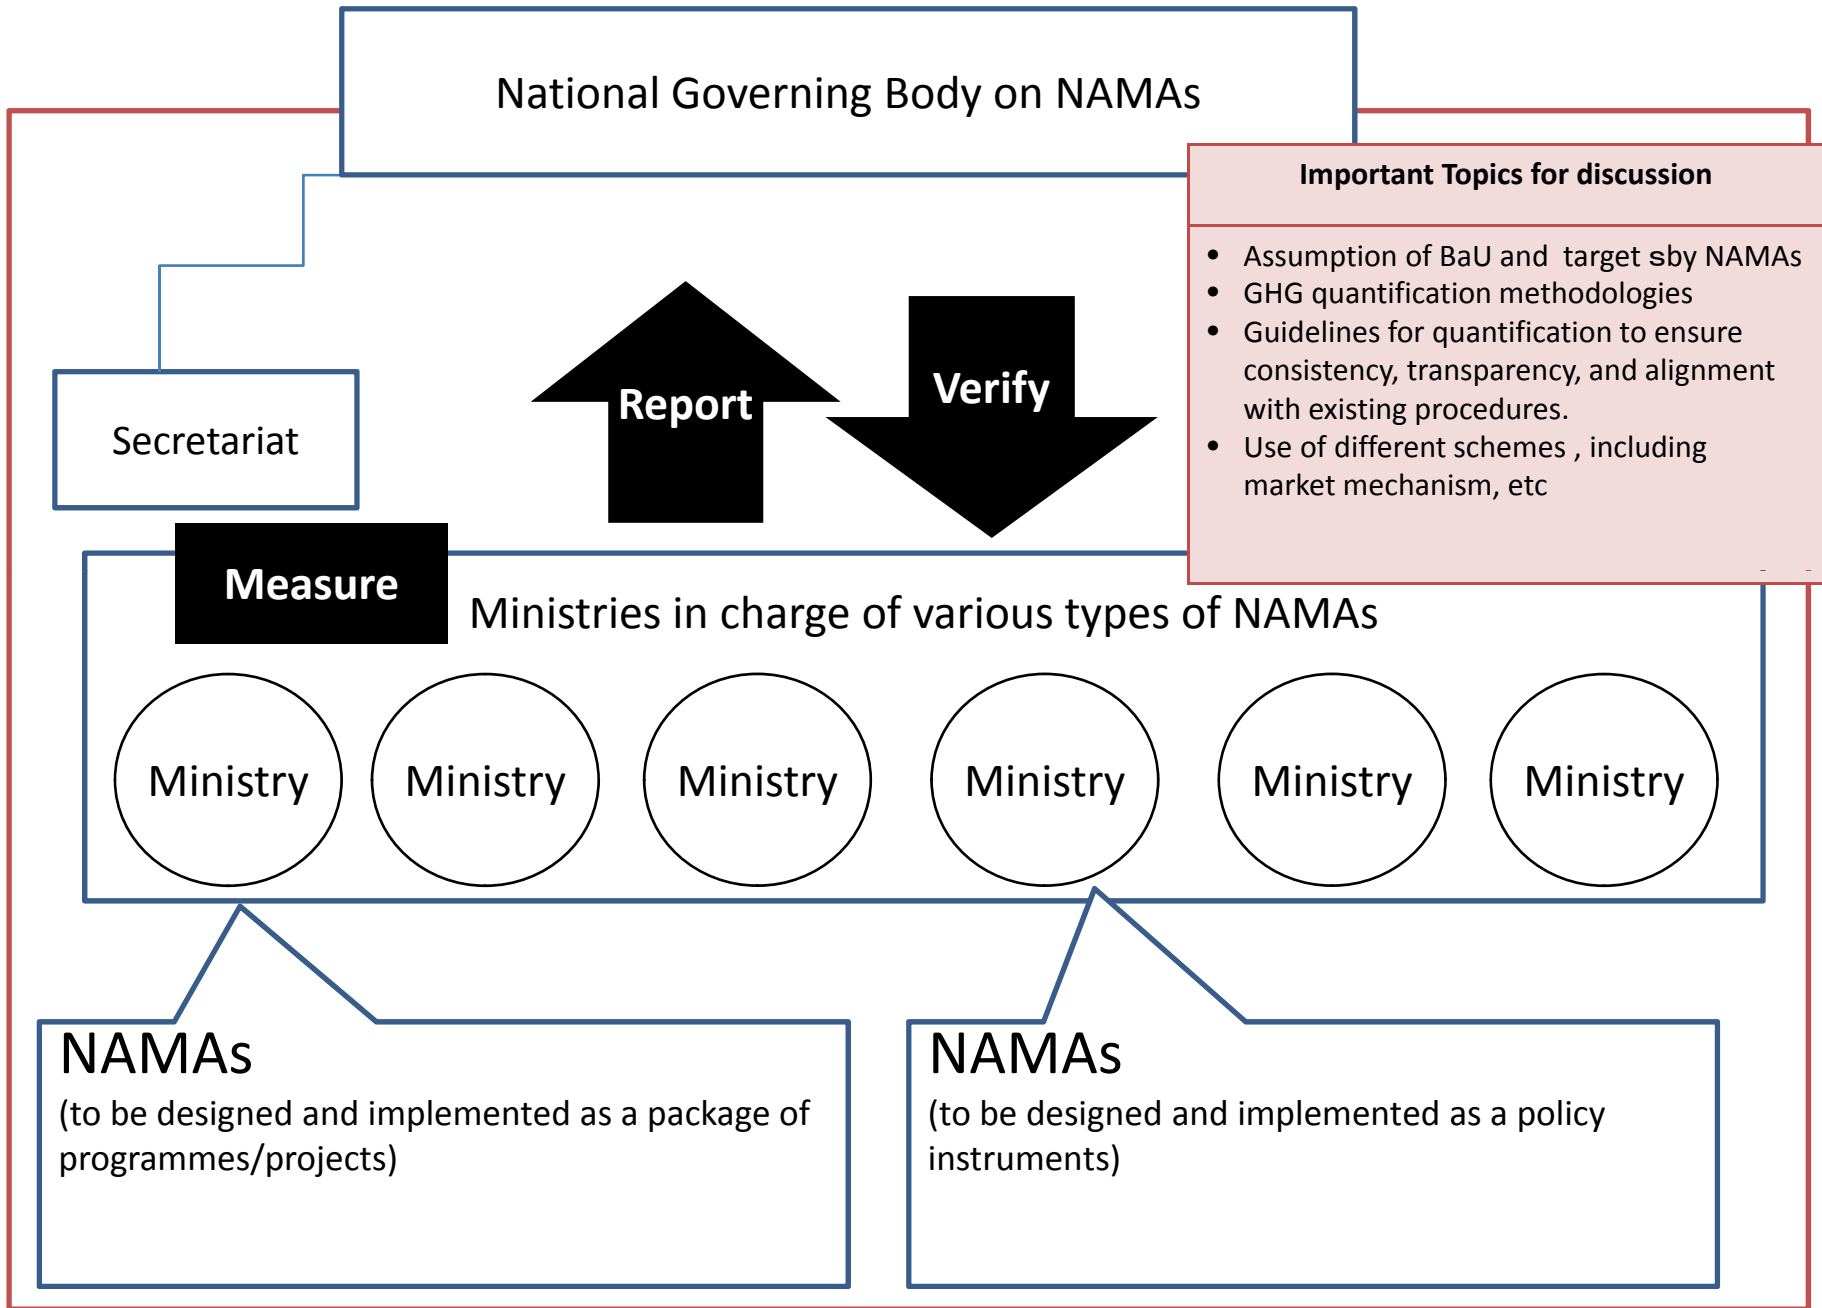 National Governing Body on NAMAs
Important Topics for discussion
• Assumption of BaU and target sby NAMAs
• GHG quantification methodologies
• Guidelines for quantification to ensure
consistency, transparency, and alignment
with existing procedures.
• Use of different schemes , including
market mechanism, etc
Report
Verify
Secretariat
Measure
Ministries in charge of various types of NAMAs
Ministry
Ministry
Ministry
Ministry
Ministry
Ministry
NAMAs
(to be designed and implemented as a package of
programmes/projects)
NAMAs
(to be designed and implemented as a policy
instruments)